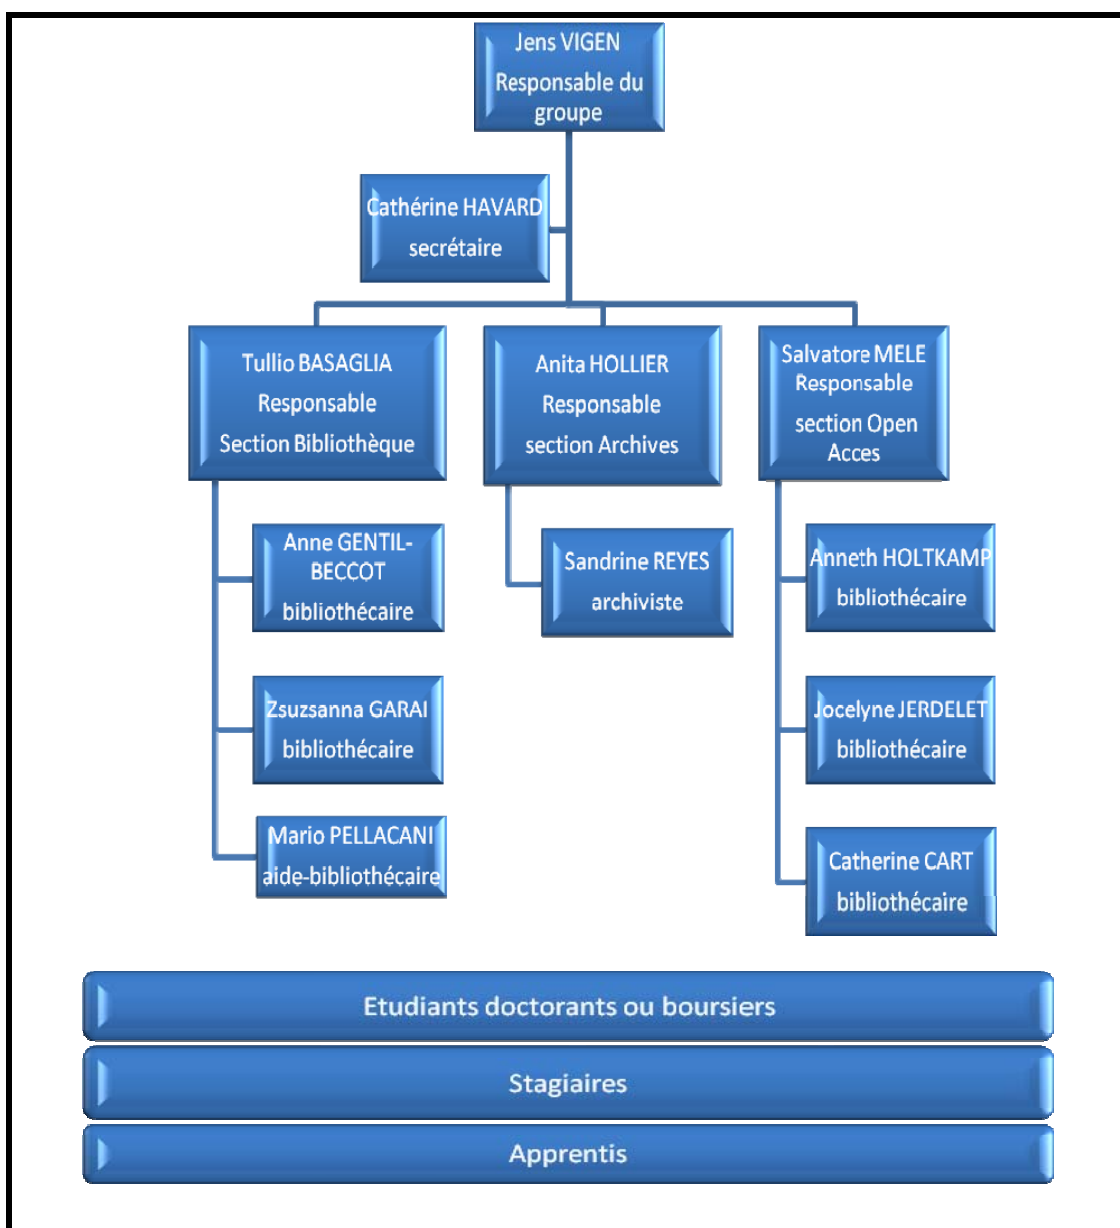 Jens VIGEN
Responsable du
groupe
Cathérine HAVARD
secrétaire
Tullio BASAGLIA
Responsable
Section Bibliothèque
Anita HOLLIER
Responsable
section Archives
Salvatore MELE
Responsable
section Open
Acces
Anne GENTIL-
BECCOT
bibliothécaire
Sandrine REYES
archiviste
Anneth HOLTKAMP
bibliothécaire
Zsuzsanna GARAI
bibliothécaire
Jocelyne JERDELET
bibliothécaire
Mario PELLACANI
aide-bibliothécaire
Catherine CART
bibliothécaire
Etudiants doctorants ou boursiers
Stagiaires
Apprentis